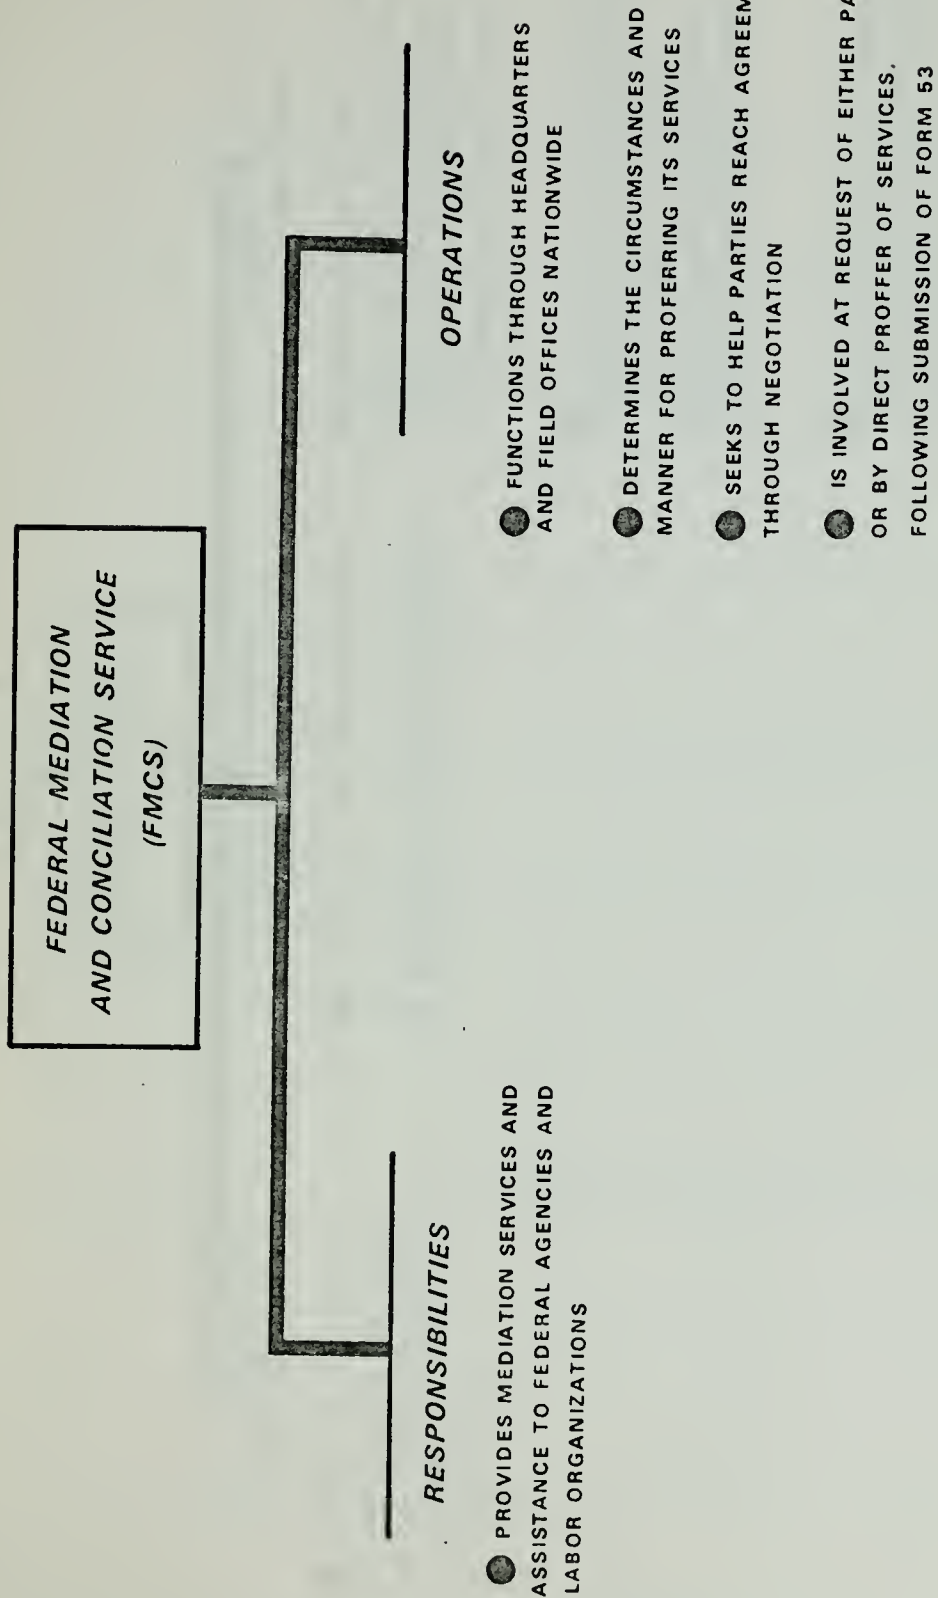 FEDERAL MEDIATION
AND CONCILIATION SERVICE
(FMCS)
RESPONSIBILITIES
● PROVIDES MEDIATION SERVICES AND
ASSISTANCE TO FEDERAL AGENCIES AND
LABOR ORGANIZATIONS
OPERATIONS
● FUNCTIONS THROUGH HEADQUARTERS
AND FIELD OFFICES NATIONWIDE
● DETERMINES THE CIRCUMSTANCES AND
MANNER FOR PROFERRING ITS SERVICES
● SEEKS TO HELP PARTIES REACH
THROUGH NEGOTIATION
● IS INVOLVED AT REQUEST OF EITHER
OR BY DIRECT PROFFER OF SERVICES,
FOLLOWING SUBMISSION OF FORM 53